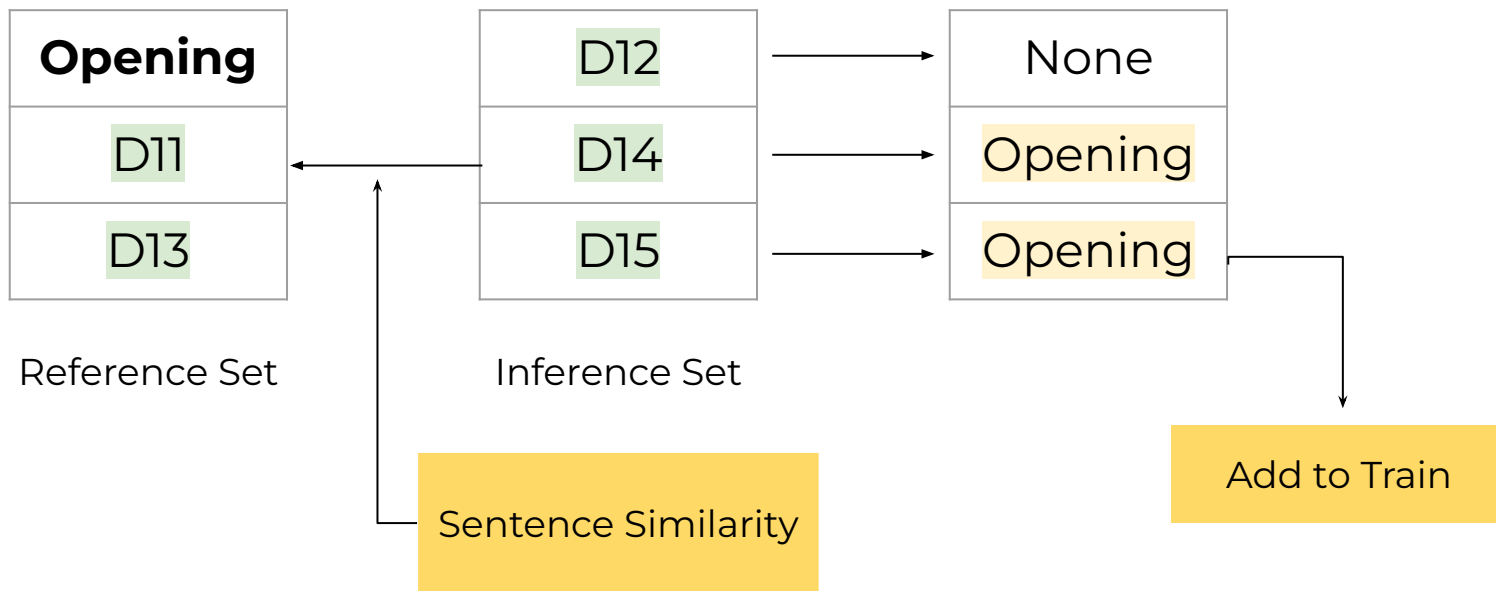 Opening
D11
D13
Reference Set
D12
D14
D15
Inference Set
None
Opening
Opening
Sentence Similarity
Add to Train